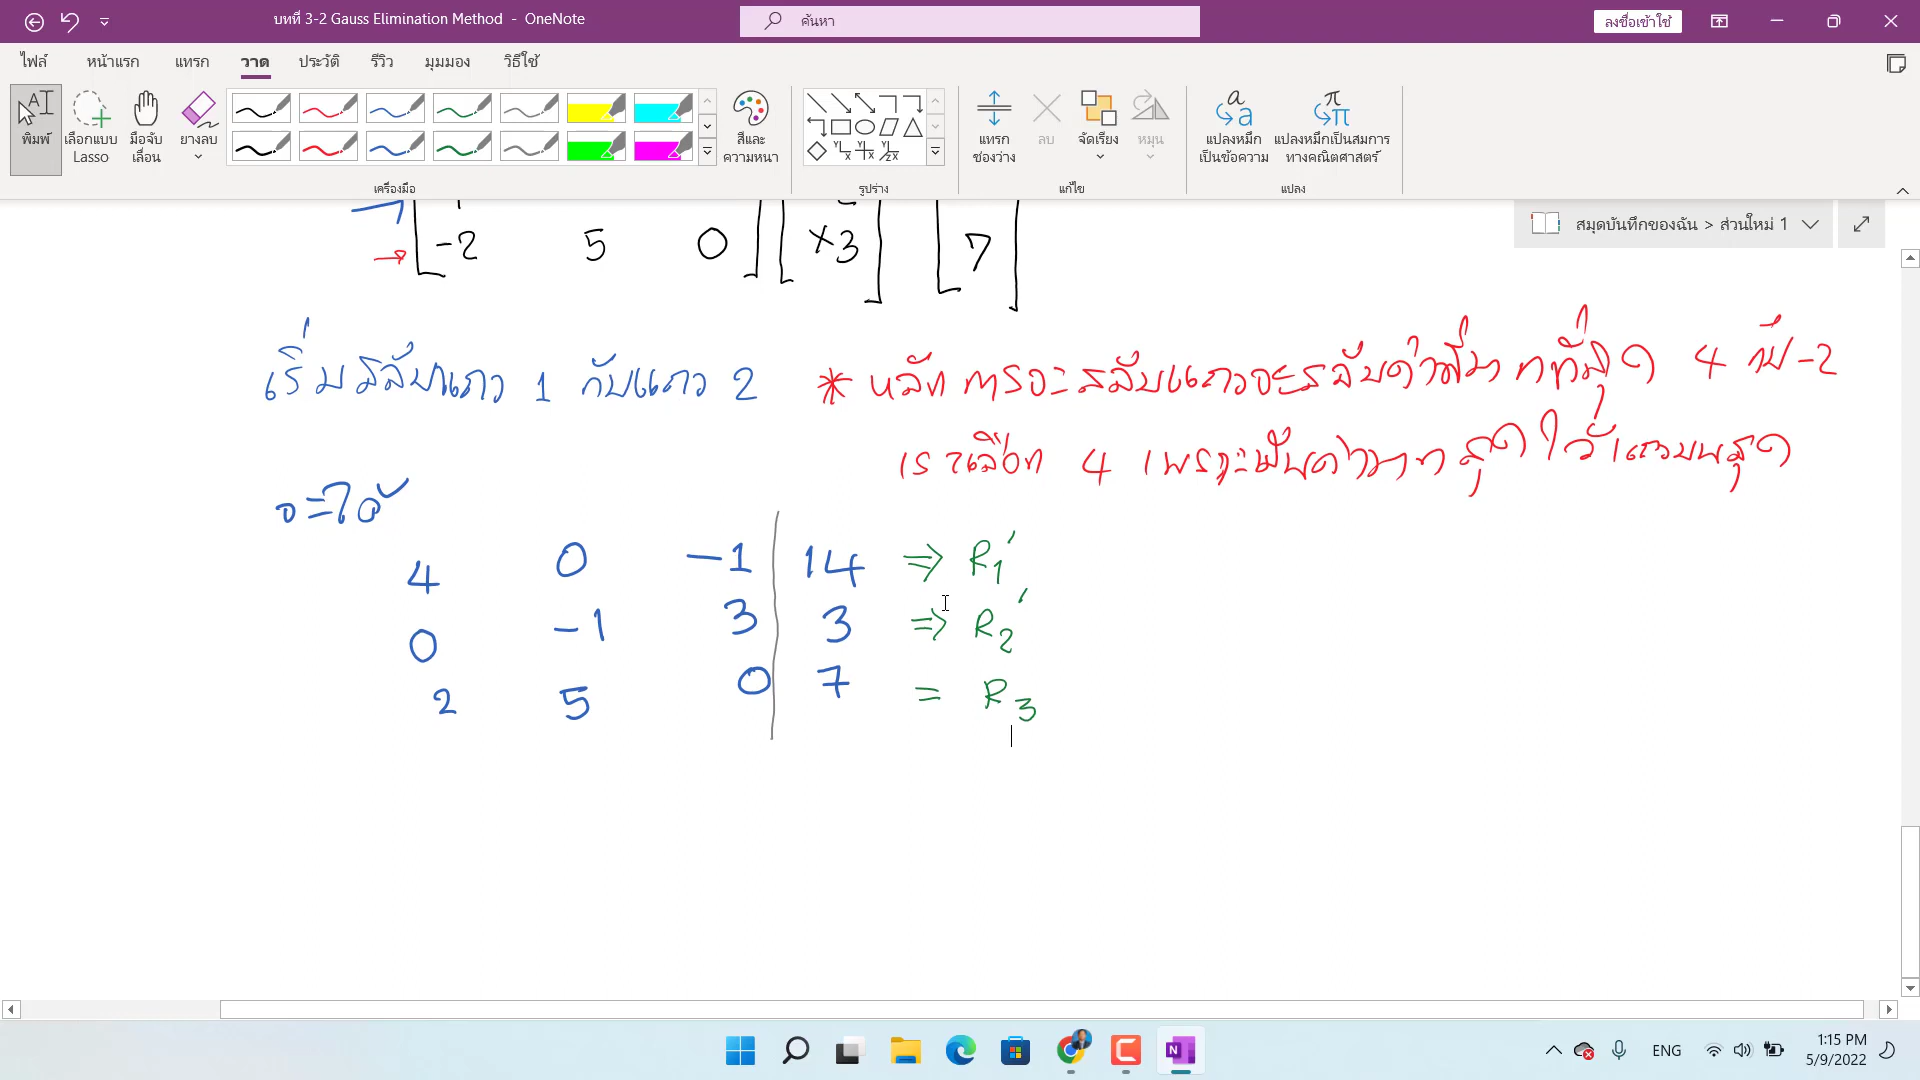 บทที่ 3-2 Gauss Elimination Method - OneNote
ค้นหา
ลงชื่อเข้าใช้
ไฟล์ หน้าแรก แทรก วาด ประวัติ รีวิว มุมมอง วิธีใช้
พิมพ์
เลือกแบบ Lasso
มือจับเลื่อน
ยางลบ
สีและความหนา
แทรกช่องว่าง
ลบ
จัดเรียง
หมุน
แปลงหมึกเป็นข้อความ
แปลงหมึกเป็นสมการทางคณิตศาสตร์
เครื่องมือ รูปร่าง แก้ไข แปลง
สมุดบันทึกของฉัน > ส่วนใหม่ 1
-2 5 0 x3 7
แถว 1 กับแถว 2
* หลักการจะสลับแถวจะสลับค่าที่มากที่สุด 4 กับ -2
เราเลือก 4 เพราะเป็นค่ามากสุดไว้แถวบนสุด
จะได้
4 0 -1 14 => R1'
0 -1 3 3 => R2'
2 5 0 7 = R3
ENG
1:15 PM
5/9/2022